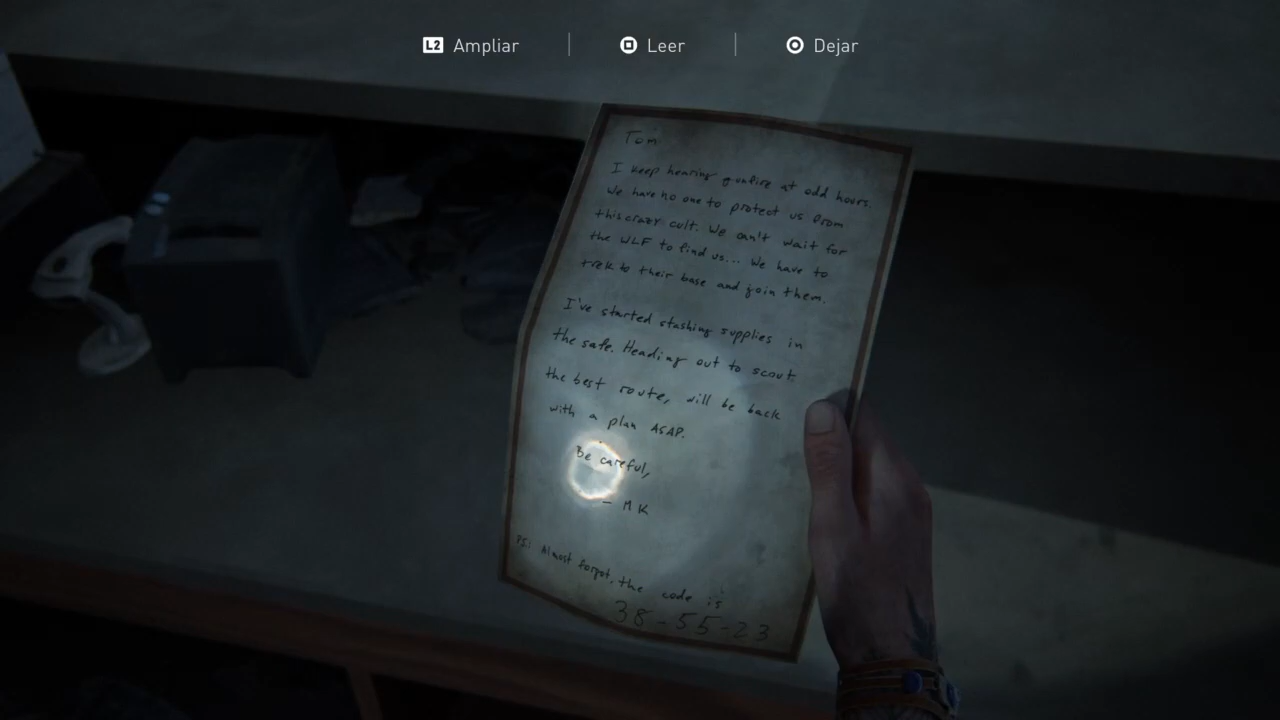 L2 Ampliar Leer Dejar
Tom
I keep hearing gunfire at odd hours.
We have no one to protect us from
this crazy cult. We can't wait for
the WLF to find us... We have to
trek to their base and join them.
I've started stashing supplies in
the safe. Heading out to scout
the best route, will be back
with a plan ASAP.
Be careful,
- MK
PS: Almost forgot, the code is
38-55-23